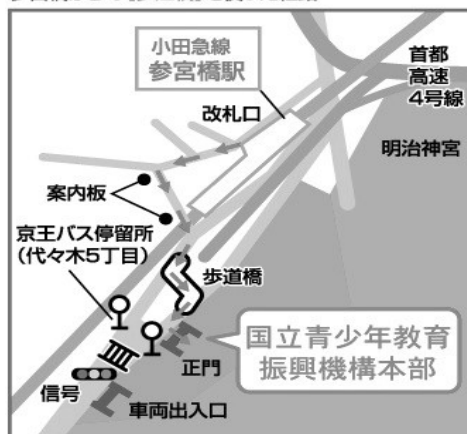 小田急線
参宮橋駅
改札口
首都
高速
4号線
明治神宮
案内板
京王バス停留所
(代々木5丁目)
歩道橋
国立青少年教育
振興機構本部
正門
信号
車両出入口